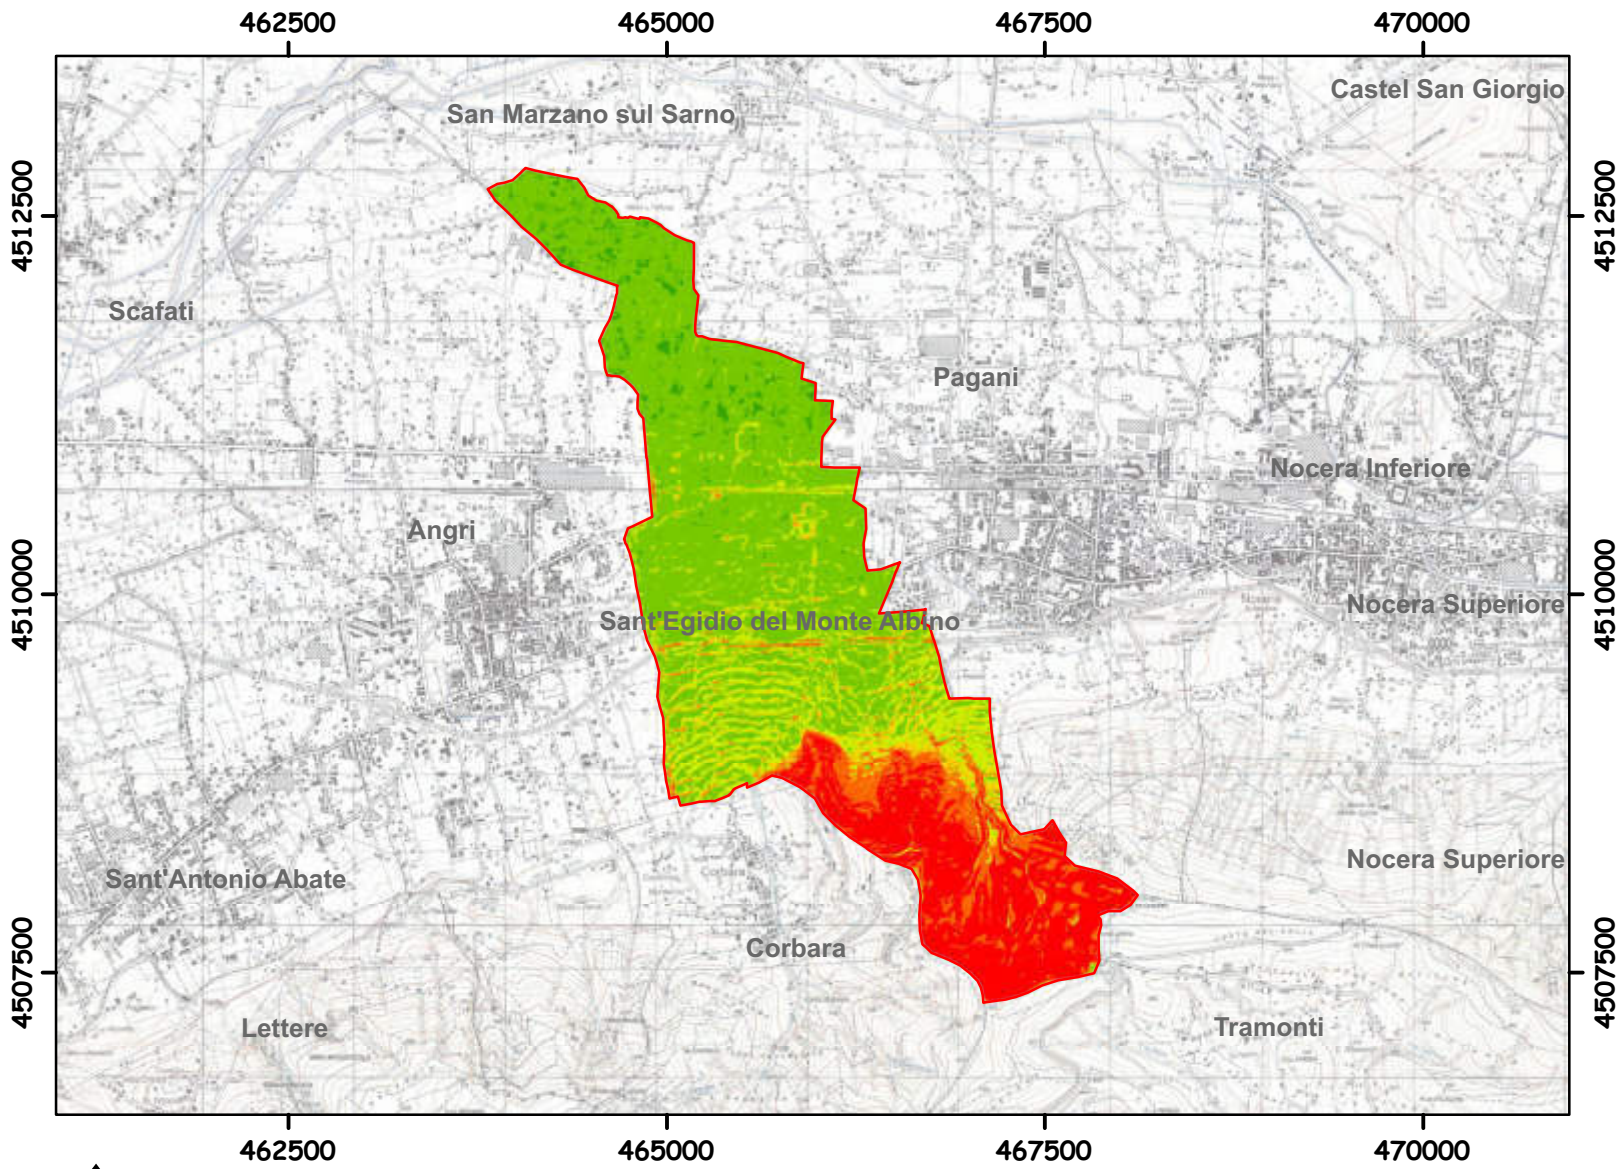 462500 465000 467500 470000
Castel San Giorgio
San Marzano sul Sarno
4512500 4512500
Scafati
Pagani
Nocera Inferiore
Angri
4510000 4510000
Nocera Superiore
Sant'Egidio del Monte Albino
Nocera Superiore
Sant'Antonio Abate
Corbara
4507500 4507500
Lettere Tramonti
462500 465000 467500 470000